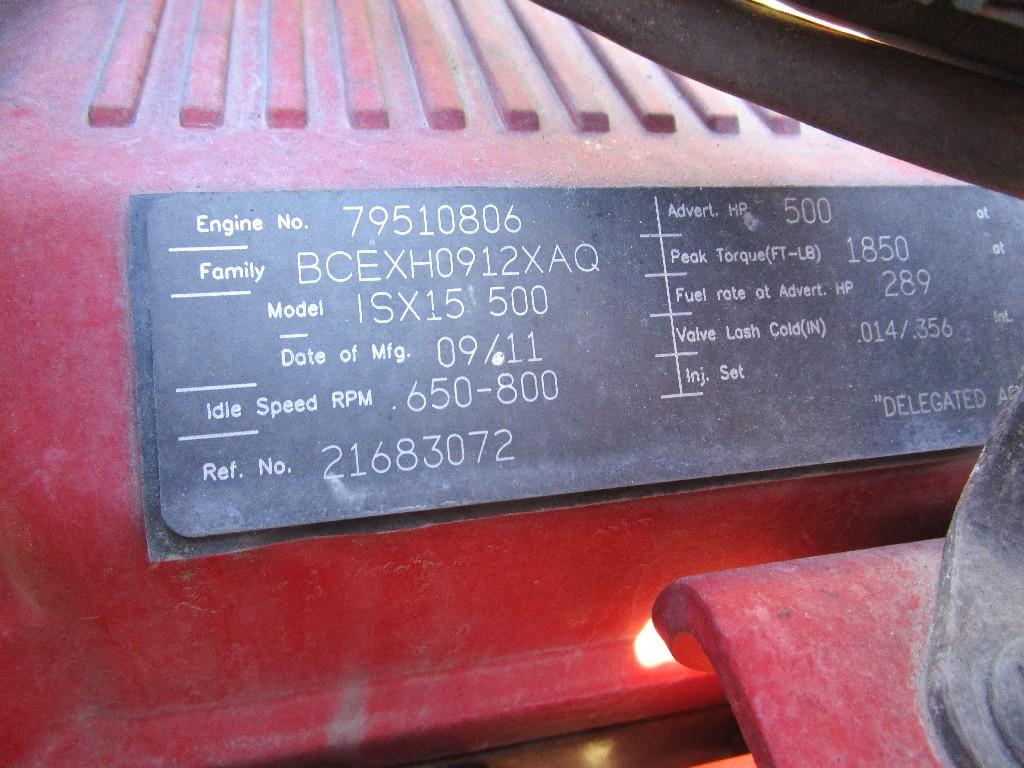 Engine No. 79510806
Family BCEXH0912XAQ
Model ISX15 500
Date of Mfg. 09/11
Idle Speed RPM 650-800
Ref. No. 21683072
Advert. HP 500 at
Peak Torque(FT-LB) 1850 at
Fuel rate at Advert. HP 289
Valve Lash Cold(IN) .014/.356 Int.
Inj. Set
"DELEGATED